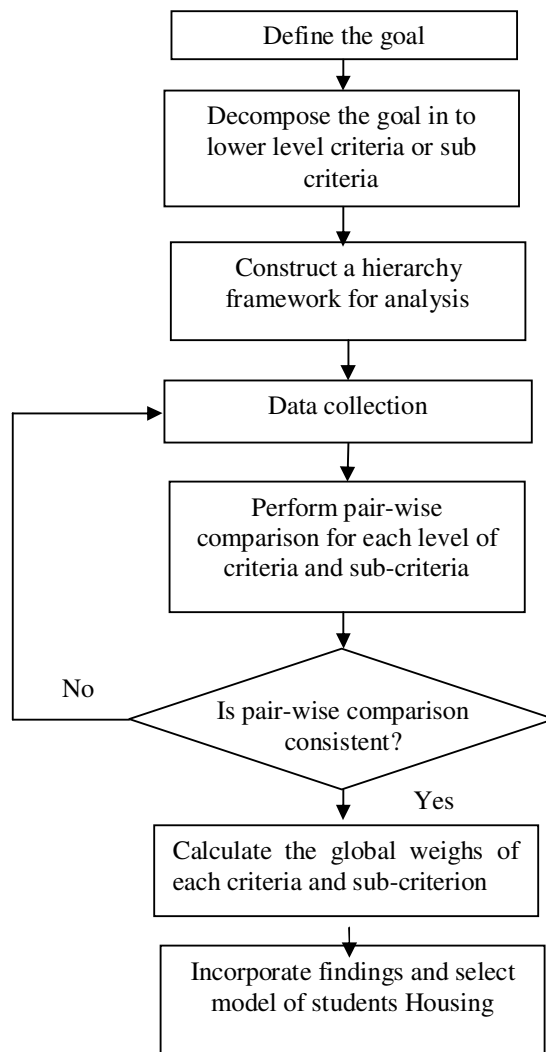 Define the goal
Decompose the goal in to
lower level criteria or sub
criteria
Construct a hierarchy
framework for analysis
Data collection
Perform pair-wise
comparison for each level of
criteria and sub-criteria
No
Is pair-wise comparison
consistent?
Yes
Calculate the global weighs of
each criteria and sub-criterion
Incorporate findings and select
model of students Housing